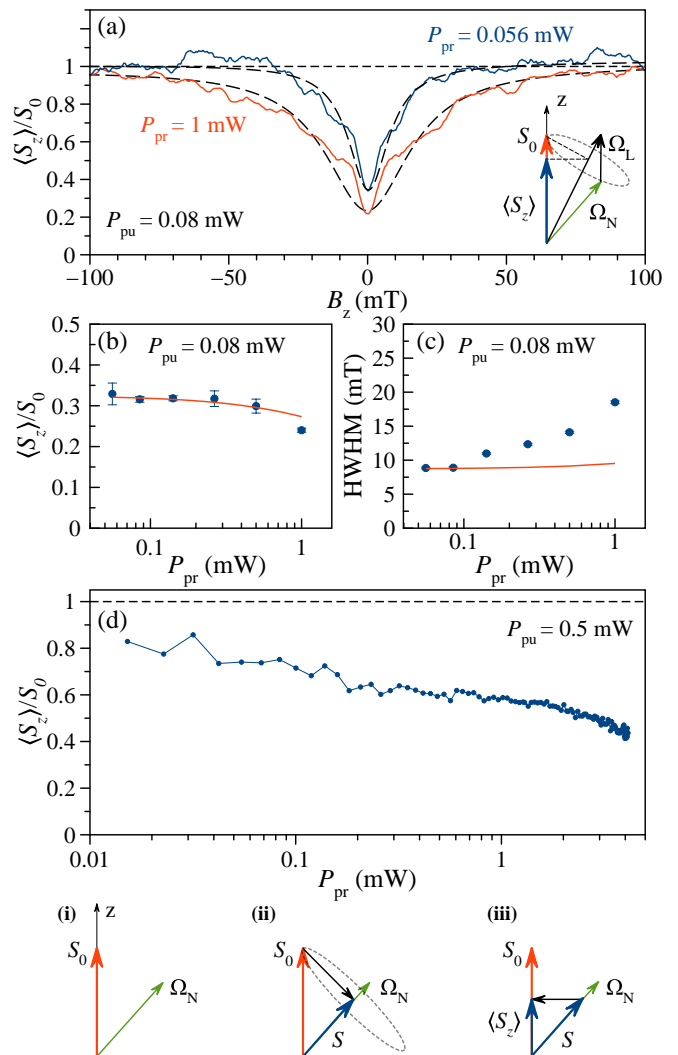 (a)
P_pr = 0.056 mW
P_pr = 1 mW
P_pu = 0.08 mW
⟨S_z⟩/S_0
1
0.8
0.6
0.4
0.2
0
−100 −50 0 50 100
B_z (mT)
z
S_0
Ω_L
⟨S_z⟩
Ω_N
(b) P_pu = 0.08 mW
⟨S_z⟩/S_0
0.5
0.4
0.3
0.2
0.1
0
0.1 1
P_pr (mW)
(c) P_pu = 0.08 mW
HWHM (mT)
30
25
20
15
10
5
0
0.1 1
P_pr (mW)
(d)
P_pu = 0.5 mW
⟨S_z⟩/S_0
1
0.8
0.6
0.4
0.2
0
0.01 0.1 1
P_pr (mW)
(i) z
S_0
Ω_N
(ii)
S_0
Ω_N
S
(iii)
S_0
Ω_N
⟨S_z⟩ S